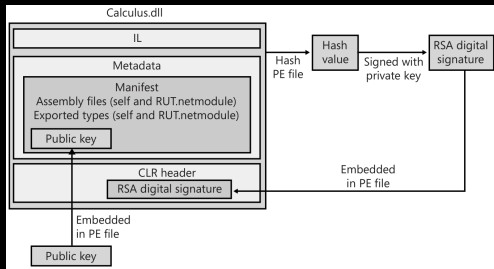 Calculus.dll
IL
Metadata
Manifest
Assembly files (self and RUT.netmodule)
Exported types (self and RUT.netmodule)
Public key
CLR header
RSA digital signature
Hash
PE file
Hash
value
Signed with
private key
RSA digital
signature
Embedded
in PE file
Embedded
in PE file
Public key